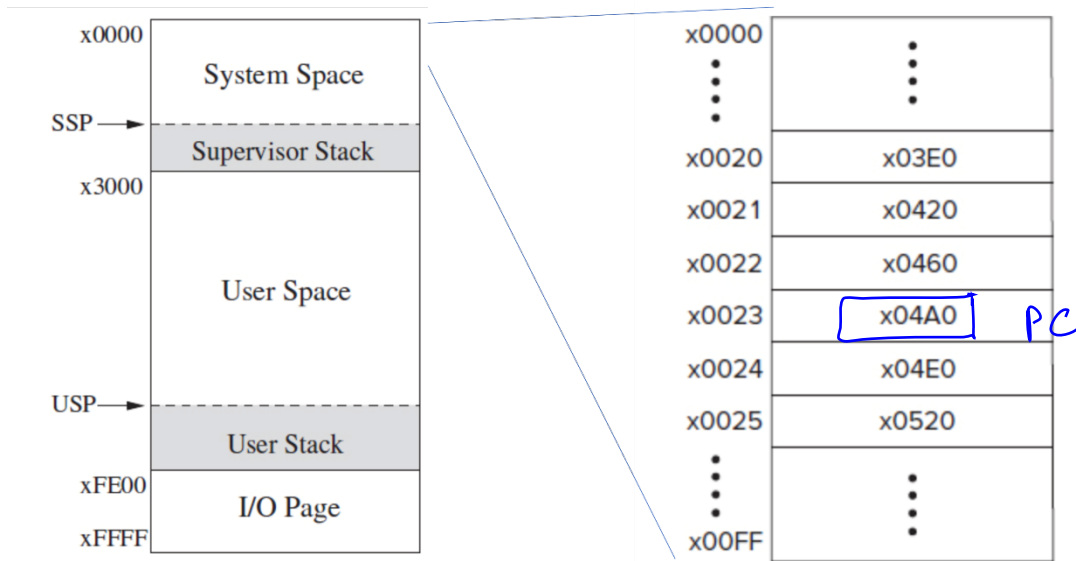 x0000
System Space
SSP
Supervisor Stack
x3000
User Space
USP
User Stack
xFE00
I/O Page
xFFFF
x0000
x0020 x03E0
x0021 x0420
x0022 x0460
x0023 x04A0 PC
x0024 x04E0
x0025 x0520
x00FF